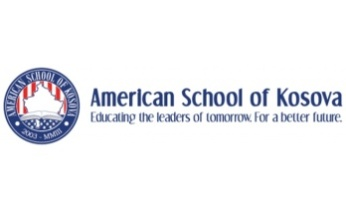 AMERICAN SCHOOL OF KOSOVA
2003 - MMIII
American School of Kosova
Educating the leaders of tomorrow. For a better future.